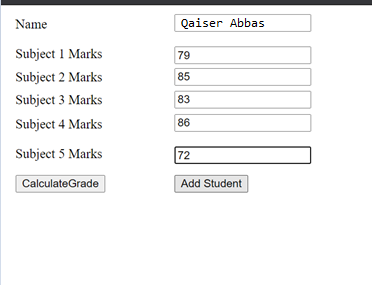 Name Qaiser Abbas
Subject 1 Marks 79
Subject 2 Marks 85
Subject 3 Marks 83
Subject 4 Marks 86
Subject 5 Marks 72
CalculateGrade Add Student